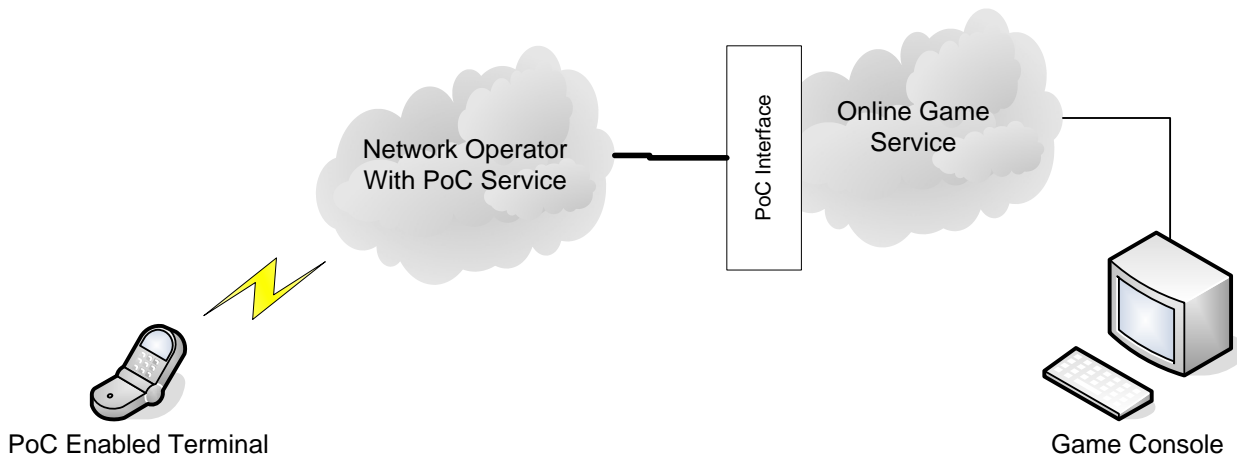 Network Operator
With PoC Service
PoC Interface
Online Game
Service
PoC Enabled Terminal
Game Console